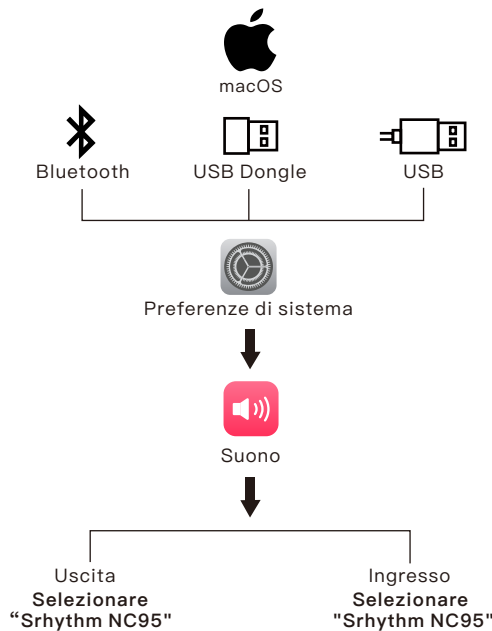 macOS
Bluetooth USB Dongle USB
Preferenze di sistema
Suono
Uscita
Selezionare
“Srhythm NC95"
Ingresso
Selezionare
"Srhythm NC95"